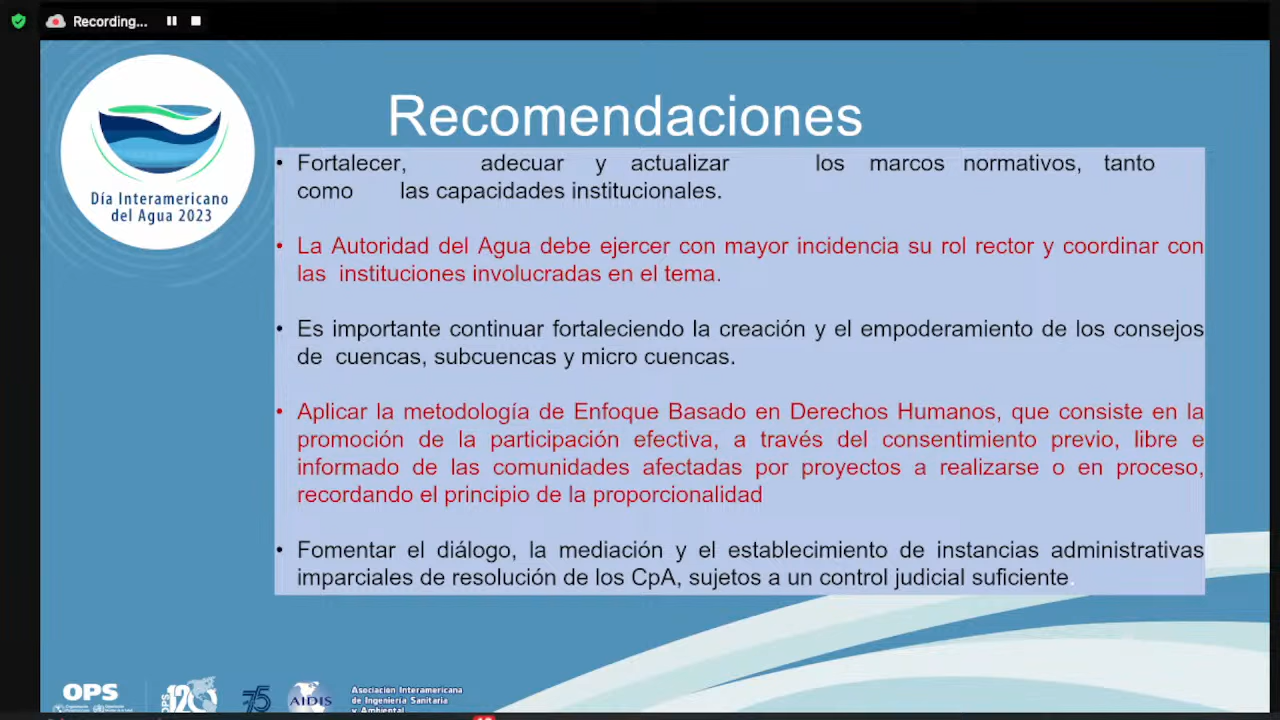 Recording...
Día Interamericano
del Agua 2023
Recomendaciones
• Fortalecer, adecuar y actualizar los marcos normativos, tanto
como las capacidades institucionales.
• La Autoridad del Agua debe ejercer con mayor incidencia su rol rector y coordinar con
las instituciones involucradas en el tema.
• Es importante continuar fortaleciendo la creación y el empoderamiento de los consejos
de cuencas, subcuencas y micro cuencas.
• Aplicar la metodología de Enfoque Basado en Derechos Humanos, que consiste en la
promoción de la participación efectiva, a través del consentimiento previo, libre e
informado de las comunidades afectadas por proyectos a realizarse o en proceso,
recordando el principio de la proporcionalidad
• Fomentar el diálogo, la mediación y el establecimiento de instancias administrativas
imparciales de resolución de los CpA, sujetos a un control judicial suficiente.
OPS
OPS 120
75
AIDIS
Asociación Interamericana
de Ingeniería Sanitaria
y Ambiental